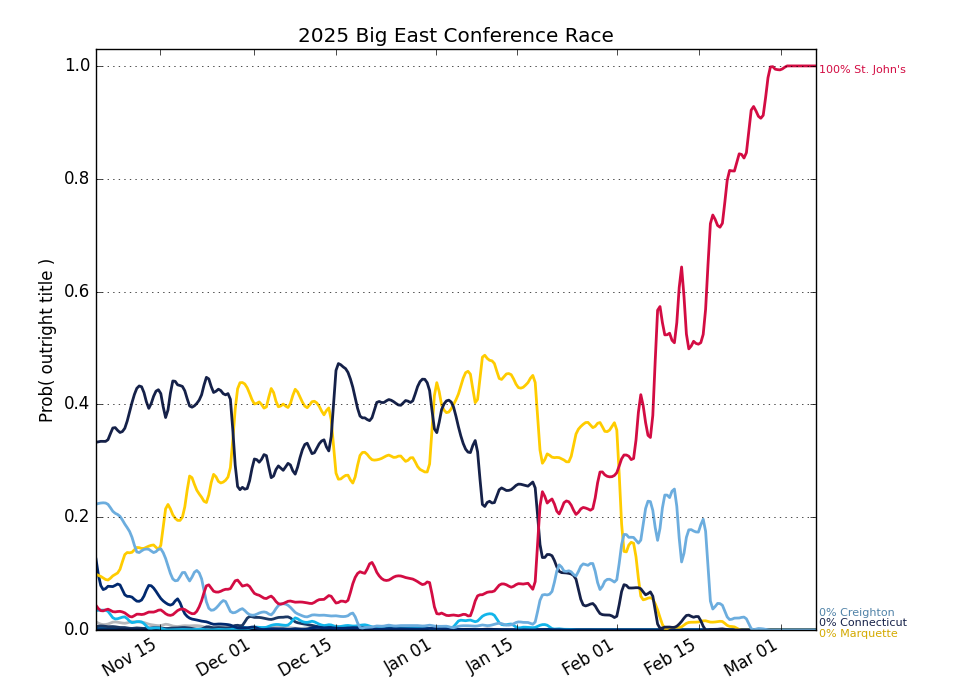 2025 Big East Conference Race
Prob( outright title )
1.0
0.8
0.6
0.4
0.2
0.0
Nov 15
Dec 01
Dec 15
Jan 01
Jan 15
Feb 01
Feb 15
Mar 01
100% St. John's
0% Creighton
0% Connecticut
0% Marquette